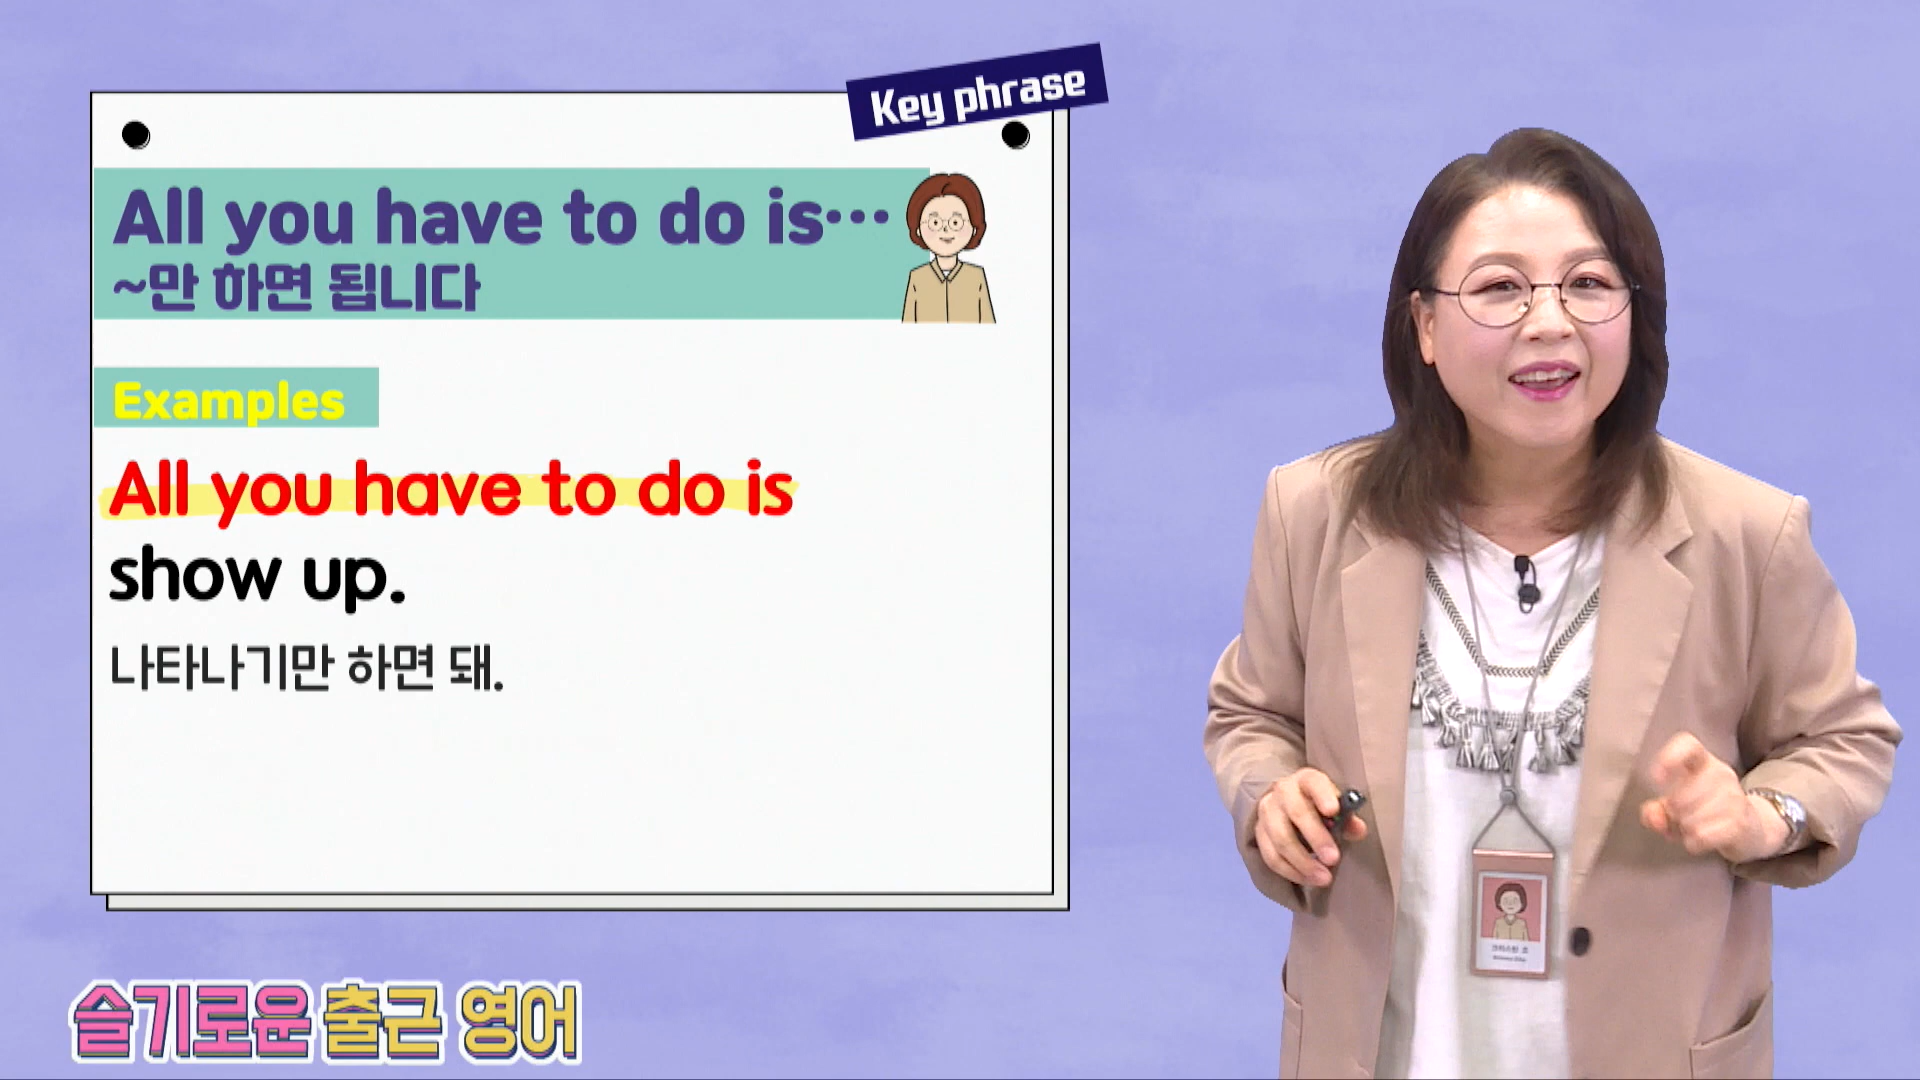 Key phrase
All you have to do is…
~만 하면 됩니다
Examples
All you have to do is
show up.
나타나기만 하면 돼.
슬기로운 출근 영어